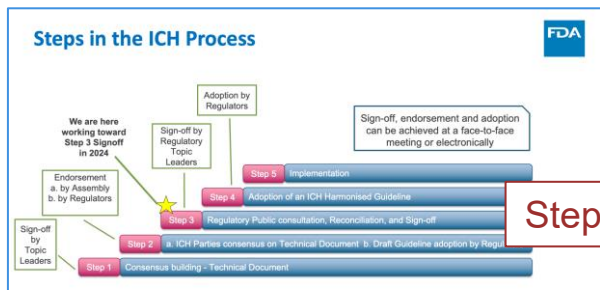 Steps in the ICH Process
FDA
We are here
working toward
Step 3 Signoff
in 2024
Adoption by
Regulators
Sign-off by
Regulatory
Topic
Leaders
Sign-off, endorsement and adoption
can be achieved at a face-to-face
meeting or electronically
Endorsement
a. by Assembly
b. by Regulators
Sign-off
by
Topic
Leaders
Step 5 Implementation
Step 4 Adoption of an ICH Harmonised Guideline
Step 3 Regulatory Public consultation, Reconciliation, and Sign-off
Step 2 a. ICH Parties consensus on Technical Document b. Draft Guideline adoption by Regul
Step 1 Consensus building - Technical Document
Step